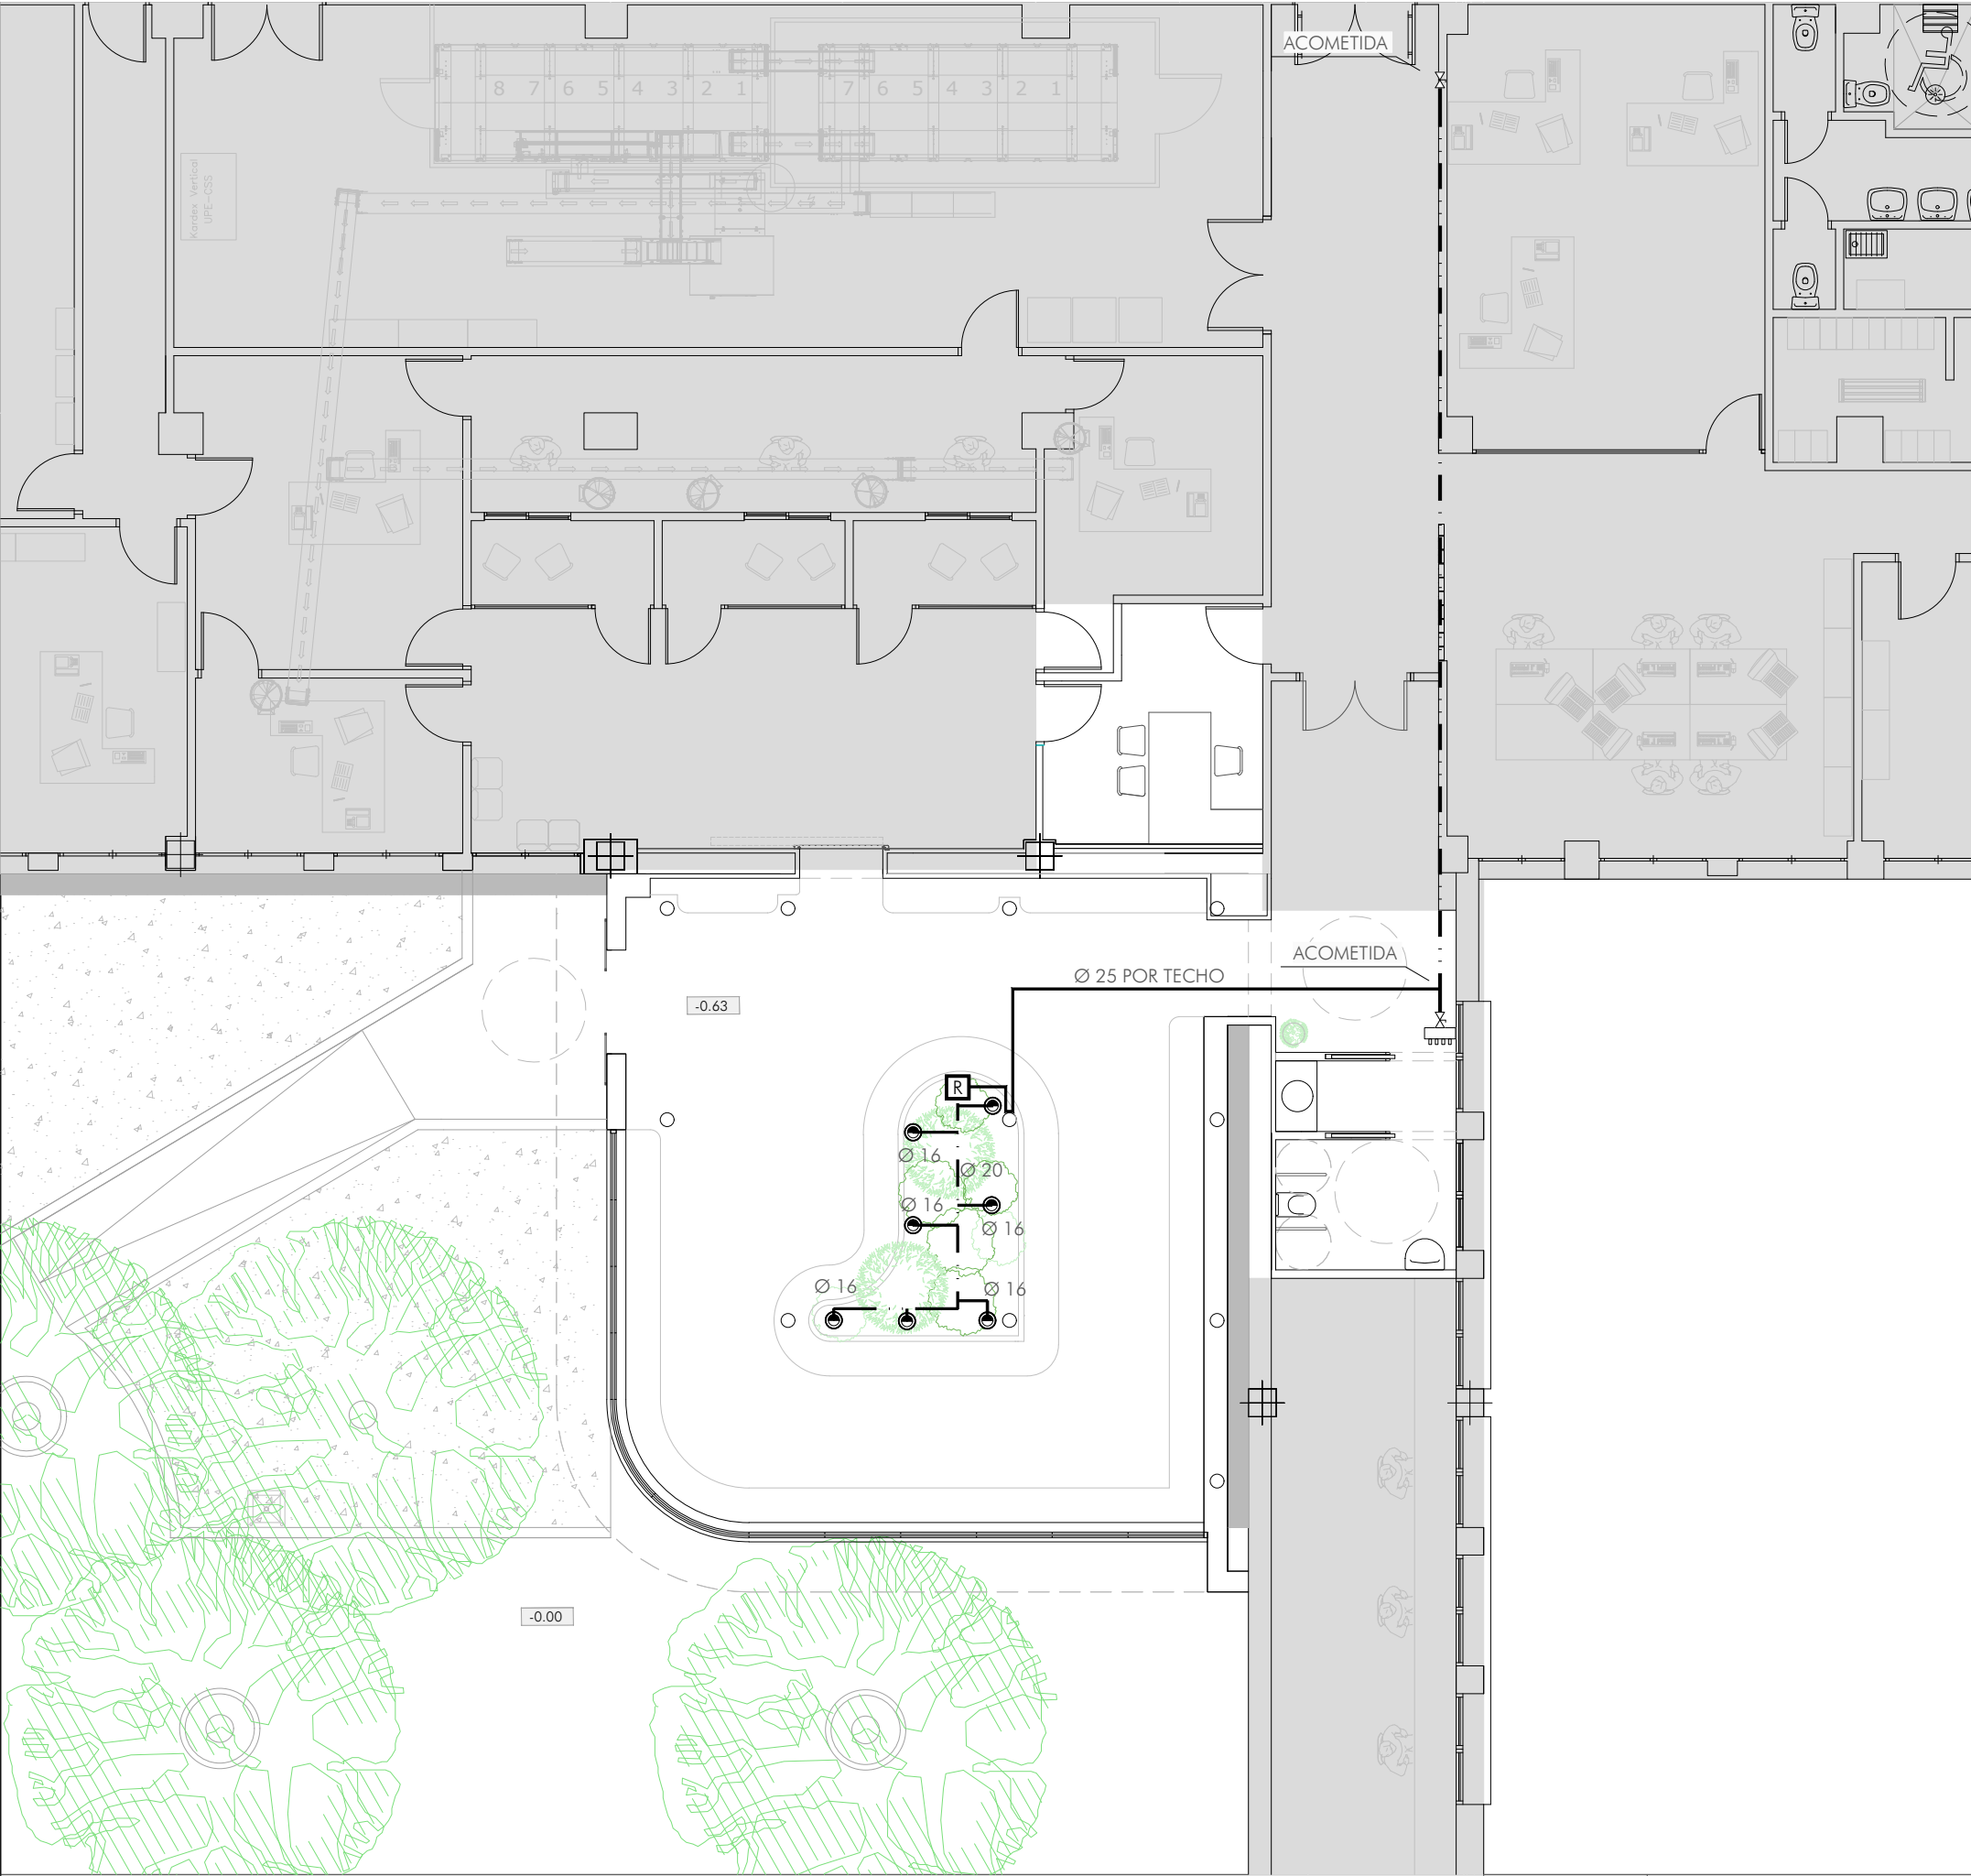 ACOMETIDA
8 7 6 5 4 3 2 1
7 6 5 4 3 2 1
Kardex Vertical
UPE-CSS
ACOMETIDA
Ø 25 POR TECHO
-0.63
R
Ø 16
Ø 20
Ø 16
Ø 16
Ø 16
Ø 16
-0.00